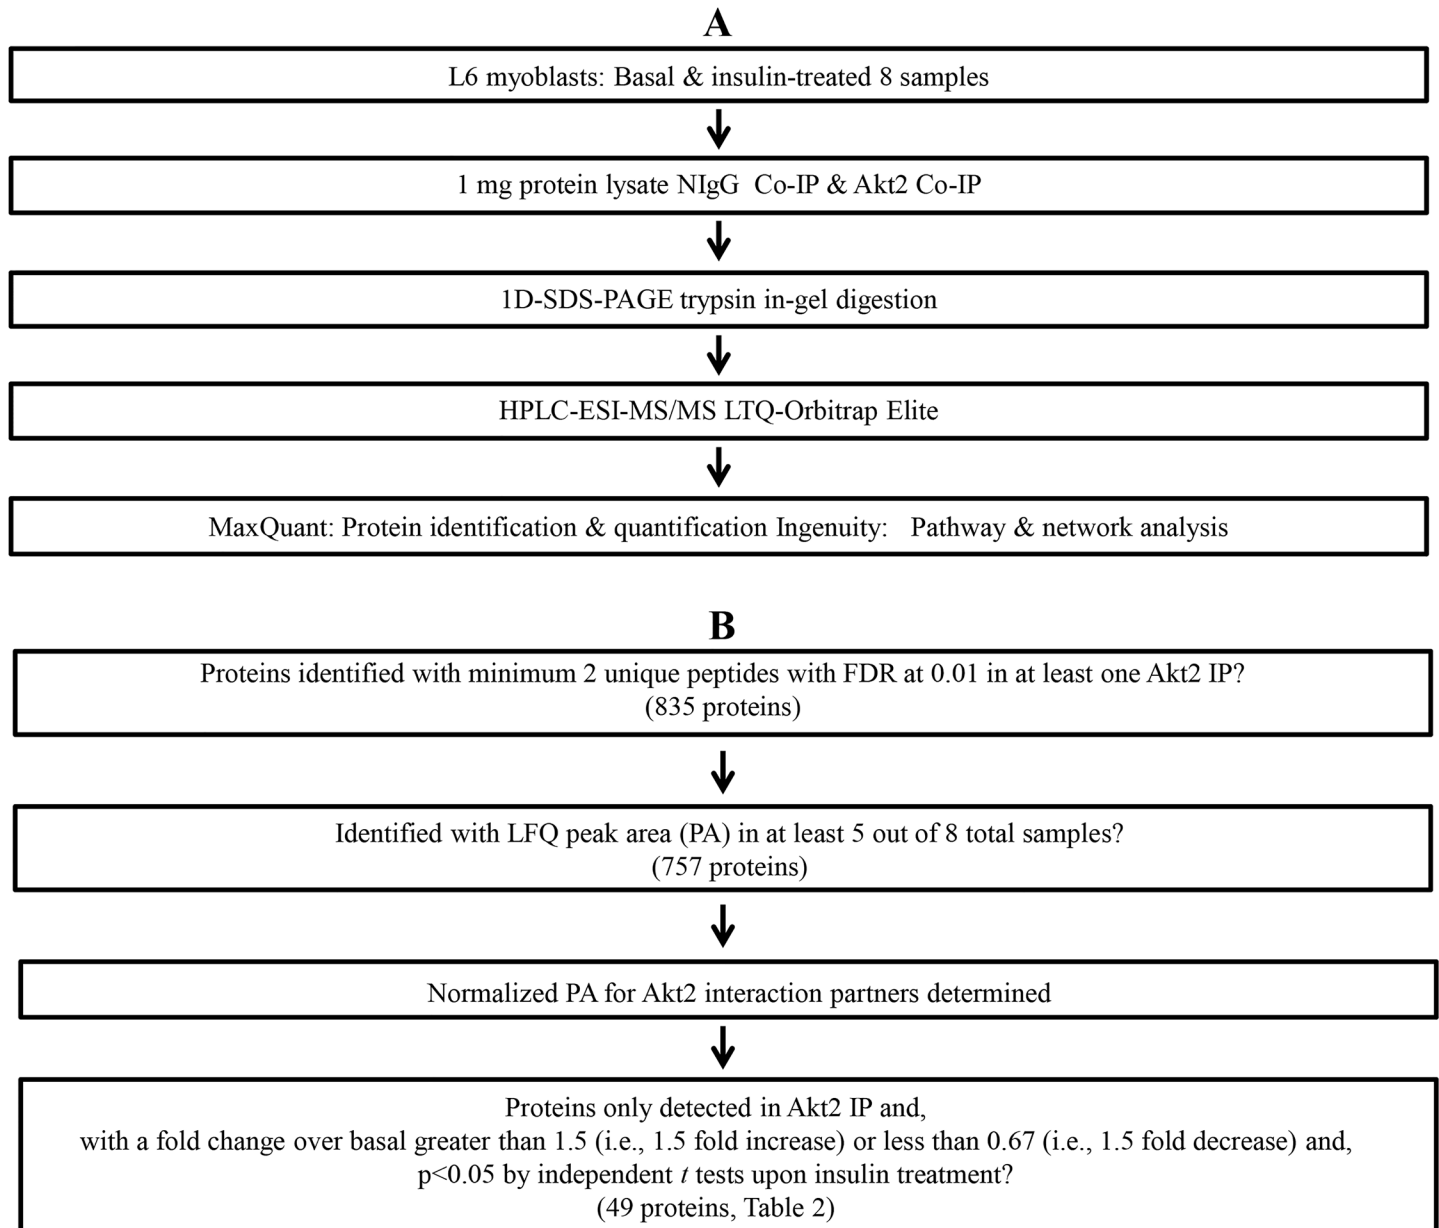 A
L6 myoblasts: Basal & insulin-treated 8 samples
1 mg protein lysate NIgG  Co-IP & Akt2 Co-IP
1D-SDS-PAGE trypsin in-gel digestion
HPLC-ESI-MS/MS LTQ-Orbitrap Elite
MaxQuant: Protein identification & quantification Ingenuity:   Pathway & network analysis
B
Proteins identified with minimum 2 unique peptides with FDR at 0.01 in at least one Akt2 IP?
(835 proteins)
Identified with LFQ peak area (PA) in at least 5 out of 8 total samples?
(757 proteins)
Normalized PA for Akt2 interaction partners determined
Proteins only detected in Akt2 IP and,
with a fold change over basal greater than 1.5 (i.e., 1.5 fold increase) or less than 0.67 (i.e., 1.5 fold decrease) and,
p<0.05 by independent t tests upon insulin treatment?
(49 proteins, Table 2)